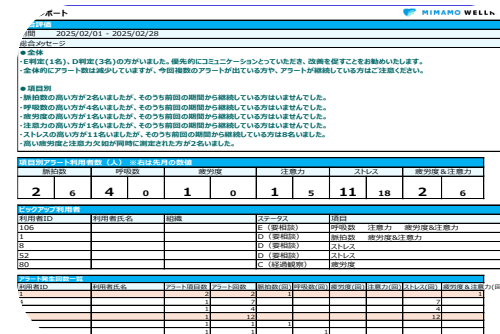 ポート
MIMAMO WELLN
評価
間 2025/02/01 - 2025/02/28
総合メッセージ
●全体
・E判定(1名)、D判定(3名)の方がいました。優先的にコミュニケーションとっていただき、改善を促すことをお勧めいたします。
・全体的にアラート数は減少していますが、今回複数のアラートが出ている方や、アラートが継続している方はご注意ください。
●項目別
・脈拍数の高い方が2名いましたが、そのうち前回の期間から継続している方はいませんでした。
・呼吸数の高い方が4名いましたが、そのうち前回の期間から継続している方はいませんでした。
・疲労度の高い方が1名いましたが、そのうち前回の期間から継続している方はいませんでした。
・注意力の高い方が1名いましたが、そのうち前回の期間から継続している方はいませんでした。
・ストレスの高い方が11名いましたが、そのうち前回の期間から継続している方は8名いました。
・高い疲労度と注意力欠如が同時に測定された方が2名いました。
項目別アラート利用者数(人) ※右は先月の数値
脈拍数 呼吸数 疲労度 注意力 ストレス 疲労度&注意力
2 6 4 0 1 0 1 5 11 18 2 6
ピックアップ利用者
利用者ID 利用者氏名 組織 ステータス 項目
106 E(要相談) 呼吸数 注意力 疲労度&注意力
1 D(要相談) 脈拍数 疲労度&注意力
8 D(要相談) ストレス
52 D(要相談) ストレス
80 C(経過観察) 疲労度
アラート発生回数一覧
利用者ID 利用者氏名 アラート項目数 アラート回数 脈拍数(回) 呼吸数(回) 疲労度(回) 注意力(回) ストレス(回) 疲労度&注意力(回
1 2 2 1
1 7 7
1 4 4
1 12 12
1 1 1
1 1 1